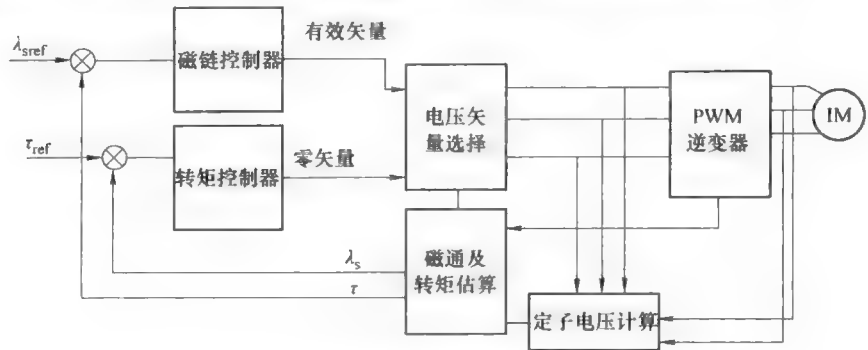 有效矢量
λsref
磁链控制器
电压矢
量选择
PWM
逆变器
IM
τref
转矩控制器
零矢量
λs
τ
磁通及
转矩估算
定子电压计算